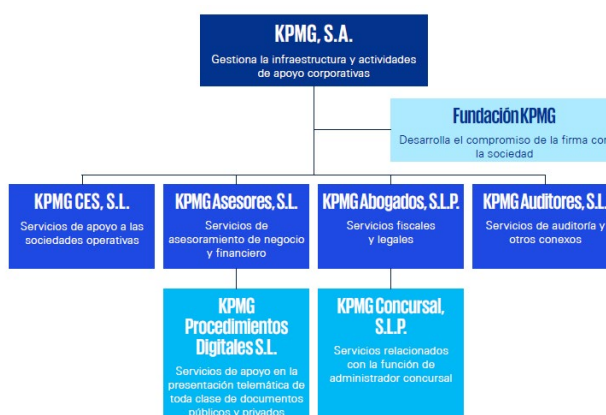 KPMG, S.A.
Gestiona la infraestructura y actividades
de apoyo corporativas
Fundación KPMG
Desarrolla el compromiso de la firma con
la sociedad
KPMG CES, S.L.
Servicios de apoyo a las
sociedades operativas
KPMG Asesores, S.L.
Servicios de
asesoramiento de negocio
y financiero
KPMG Abogados, S.L.P.
Servicios fiscales
y legales
KPMG Auditores, S.L.
Servicios de auditoría y
otros conexos
KPMG
Procedimientos
Digitales S.L.
Servicios de apoyo en la
presentación telemática de
toda clase de documentos
públicos y privados
KPMG Concursal,
S.L.P.
Servicios relacionados
con la función de
administrador concursal